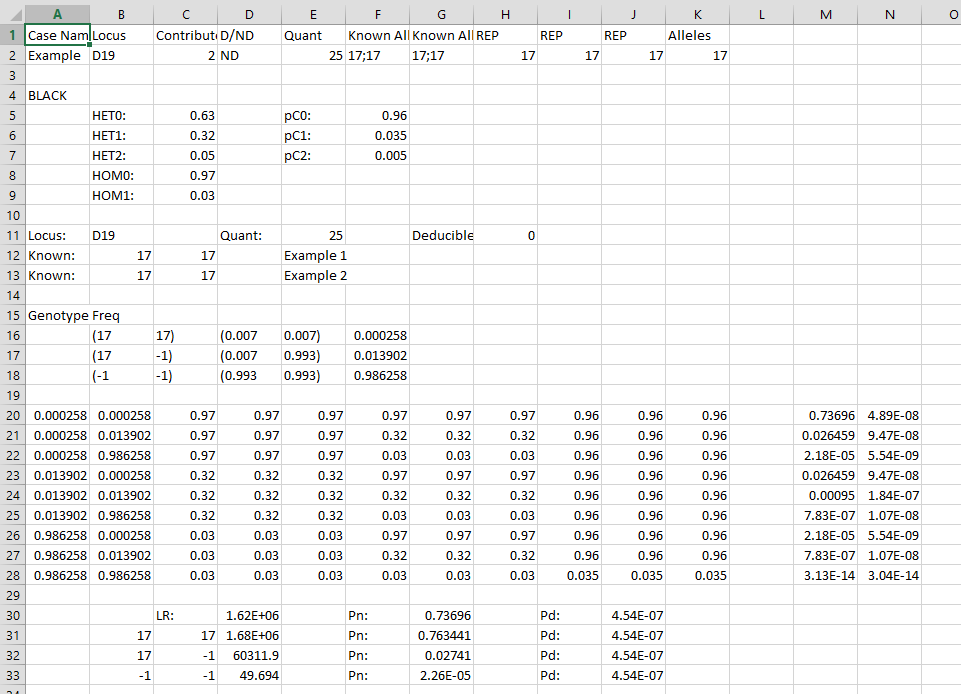 A B C D E F G H I J K L M N O
1 Case Nam Locus Contribut D/ND Quant Known All Known All REP REP REP Alleles
2 Example D19 2 ND 25 17;17 17;17 17 17 17 17
3
4 BLACK
5 HET0: 0.63 pC0: 0.96
6 HET1: 0.32 pC1: 0.035
7 HET2: 0.05 pC2: 0.005
8 HOM0: 0.97
9 HOM1: 0.03
10
11 Locus: D19 Quant: 25 Deducible 0
12 Known: 17 17 Example 1
13 Known: 17 17 Example 2
14
15 Genotype Freq
16 (17 17) (0.007 0.007) 0.000258
17 (17 -1) (0.007 0.993) 0.013902
18 (-1 -1) (0.993 0.993) 0.986258
19
20 0.000258 0.000258 0.97 0.97 0.97 0.97 0.97 0.97 0.96 0.96 0.96 0.73696 4.89E-08
21 0.000258 0.013902 0.97 0.97 0.97 0.32 0.32 0.32 0.96 0.96 0.96 0.026459 9.47E-08
22 0.000258 0.986258 0.97 0.97 0.97 0.03 0.03 0.03 0.96 0.96 0.96 2.18E-05 5.54E-09
23 0.013902 0.000258 0.32 0.32 0.32 0.97 0.97 0.97 0.96 0.96 0.96 0.026459 9.47E-08
24 0.013902 0.013902 0.32 0.32 0.32 0.32 0.32 0.32 0.96 0.96 0.96 0.00095 1.84E-07
25 0.013902 0.986258 0.32 0.32 0.32 0.03 0.03 0.03 0.96 0.96 0.96 7.83E-07 1.07E-08
26 0.986258 0.000258 0.03 0.03 0.03 0.97 0.97 0.97 0.96 0.96 0.96 2.18E-05 5.54E-09
27 0.986258 0.013902 0.03 0.03 0.03 0.32 0.32 0.32 0.96 0.96 0.96 7.83E-07 1.07E-08
28 0.986258 0.986258 0.03 0.03 0.03 0.03 0.03 0.03 0.035 0.035 0.035 3.13E-14 3.04E-14
29
30 LR: 1.62E+06 Pn: 0.73696 Pd: 4.54E-07
31 17 17 1.68E+06 Pn: 0.763441 Pd: 4.54E-07
32 17 -1 60311.9 Pn: 0.02741 Pd: 4.54E-07
33 -1 -1 49.694 Pn: 2.26E-05 Pd: 4.54E-07